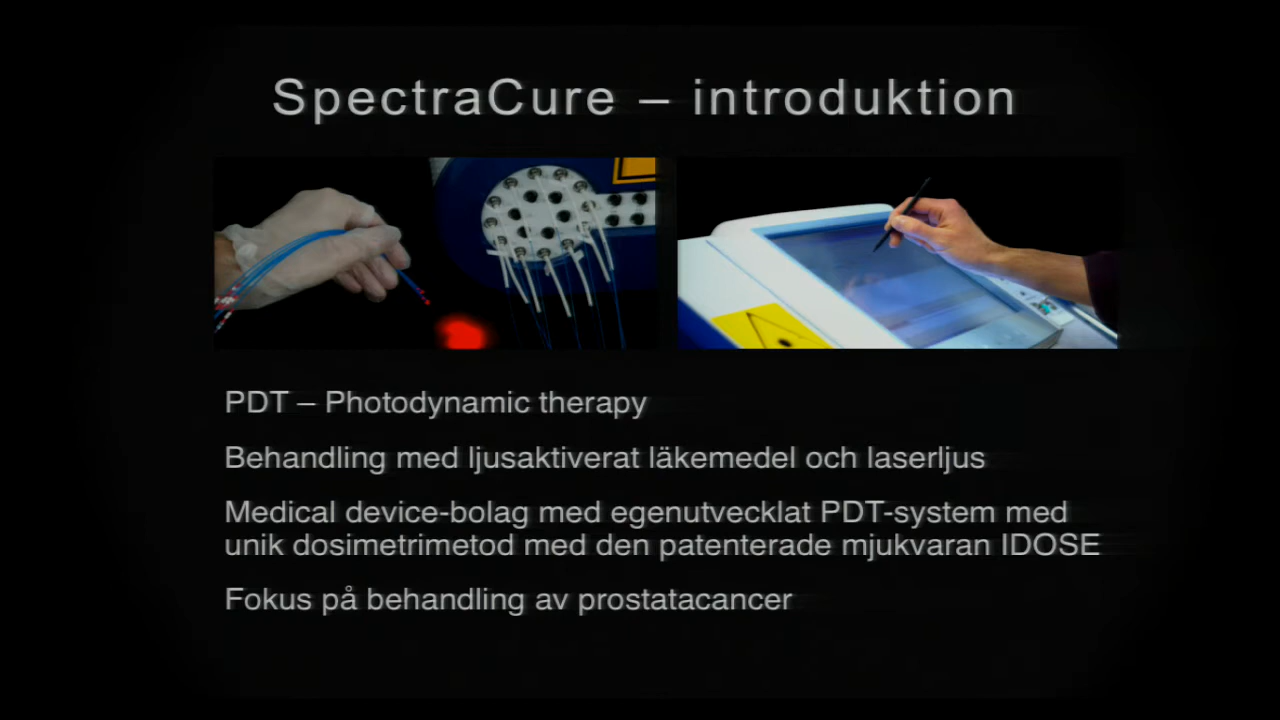 SpectraCure – introduktion
PDT – Photodynamic therapy
Behandling med ljusaktiverat läkemedel och laserljus
Medical device-bolag med egenutvecklat PDT-system med
unik dosimetrimetod med den patenterade mjukvaran IDOSE
Fokus på behandling av prostatacancer